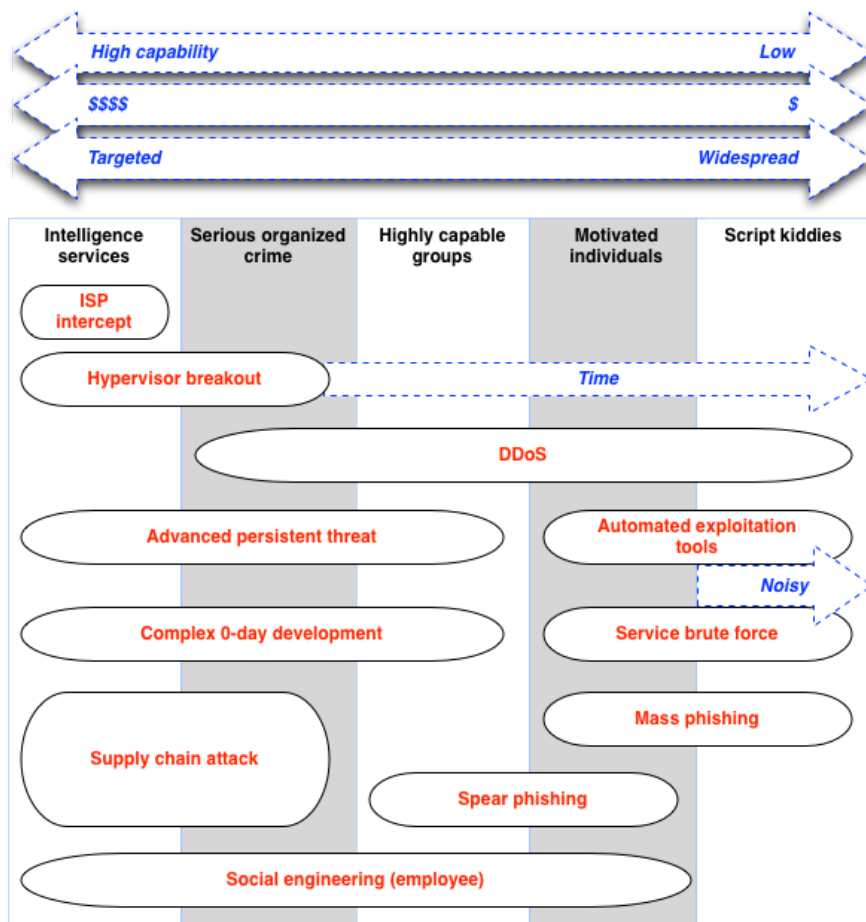 High capability Low
$$$$ $
Targeted Widespread
Intelligence services
Serious organized crime
Highly capable groups
Motivated individuals
Script kiddies
ISP
intercept
Hypervisor breakout
Time
DDoS
Advanced persistent threat
Automated exploitation
tools
Noisy
Complex 0-day development
Service brute force
Mass phishing
Supply chain attack
Spear phishing
Social engineering (employee)